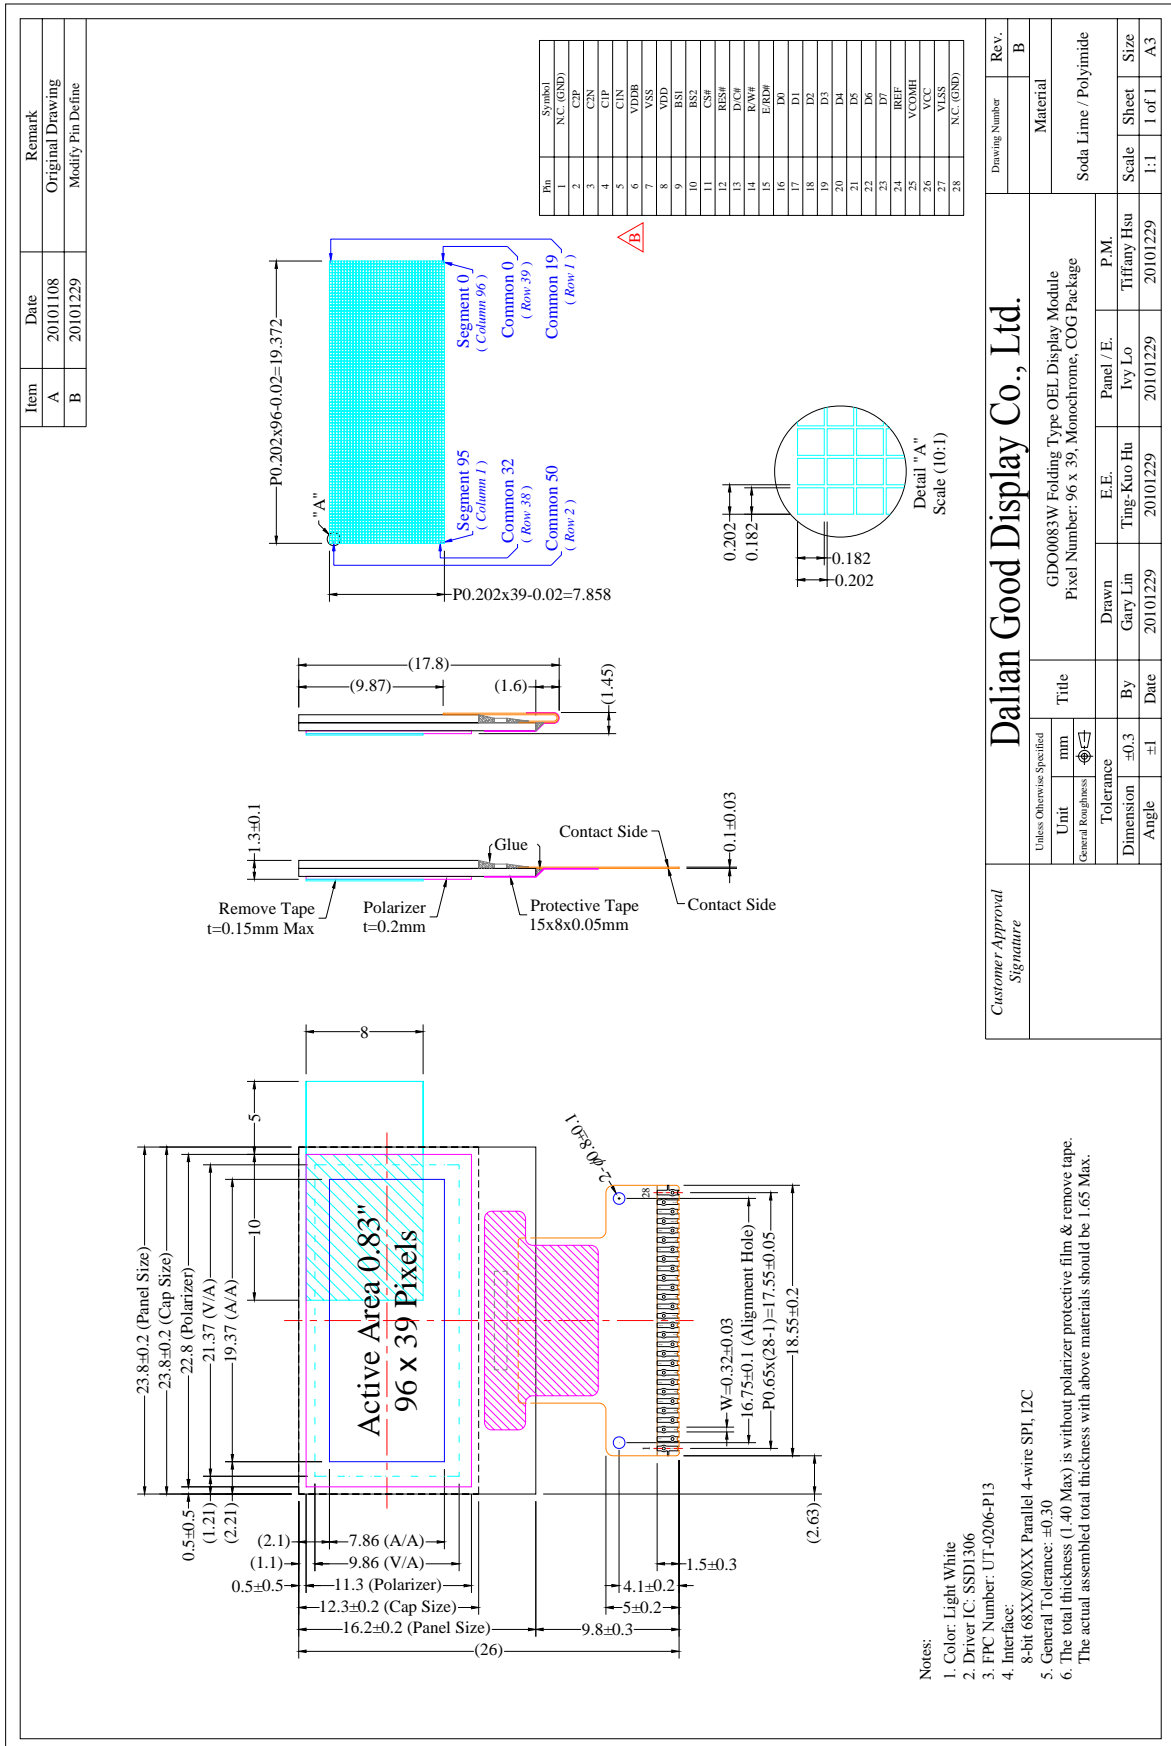 Item Date Remark
A 20101108 Original Drawing
B 20101229 Modify Pin Define
23.8±0.2 (Panel Size)
23.8±0.2 (Cap Size)
22.8 (Polarizer)
21.37 (V/A)
19.37 (A/A)
0.5±0.5
(1.21)
(2.21)
10
5
8
(2.1)
7.86 (A/A)
(1.1)
9.86 (V/A)
0.5±0.5
11.3 (Polarizer)
12.3±0.2 (Cap Size)
16.2±0.2 (Panel Size)
(26)
9.8±0.3
Active Area 0.83"
96 x 39 Pixels
2-ϕ0.8±0.1
1
28
1.5±0.3
4.1±0.2
5±0.2
W=0.32±0.03
16.75±0.1 (Alignment Hole)
P0.65x(28-1)=17.55±0.05
18.55±0.2
(2.63)
1.3±0.1
Remove Tape
t=0.15mm Max
Polarizer
t=0.2mm
Glue
Protective Tape
15x8x0.05mm
Contact Side
Contact Side
0.1±0.03
(17.8)
(9.87)
(1.6)
(1.45)
P0.202x96-0.02=19.372
"A"
P0.202x39-0.02=7.858
Segment 95
( Column 1 )
Common 32
( Row 38 )
Common 50
( Row 2 )
Segment 0
( Column 96 )
Common 0
( Row 39 )
Common 19
( Row 1 )
0.202
0.182
0.182
0.202
Detail "A"
Scale (10:1)
B
Pin Symbol
1 N.C. (GND)
2 C2P
3 C2N
4 C1P
5 C1N
6 VDDB
7 VSS
8 VDD
9 BS1
10 BS2
11 CS#
12 RES#
13 D/C#
14 R/W#
15 E/RD#
16 D0
17 D1
18 D2
19 D3
20 D4
21 D5
22 D6
23 D7
24 IREF
25 VCOMH
26 VCC
27 VLSS
28 N.C. (GND)
Notes:
1. Color: Light White
2. Driver IC: SSD1306
3. FPC Number: UT-0206-P13
4. Interface:
8-bit 68XX/80XX Parallel 4-wire SPI, I2C
5. General Tolerance: ±0.30
6. The total thickness (1.40 Max) is without polarizer protective film & remove tape.
The actual assembled total thickness with above materials should be 1.65 Max.
Customer Approval
Signature
Dalian Good Display Co., Ltd.
Drawing Number Rev.
B
Unless Otherwise Specified
Unit mm
General Roughness
Tolerance
Dimension ±0.3
Angle ±1
Title
GDO0083W Folding Type OEL Display Module
Pixel Number: 96 x 39, Monochrome, COG Package
Material
Soda Lime / Polyimide
Drawn E.E. Panel / E. P.M.
By Gary Lin Ting-Kuo Hu Ivy Lo Tiffany Hsu
Date 20101229 20101229 20101229 20101229
Scale Sheet Size
1:1 1 of 1 A3